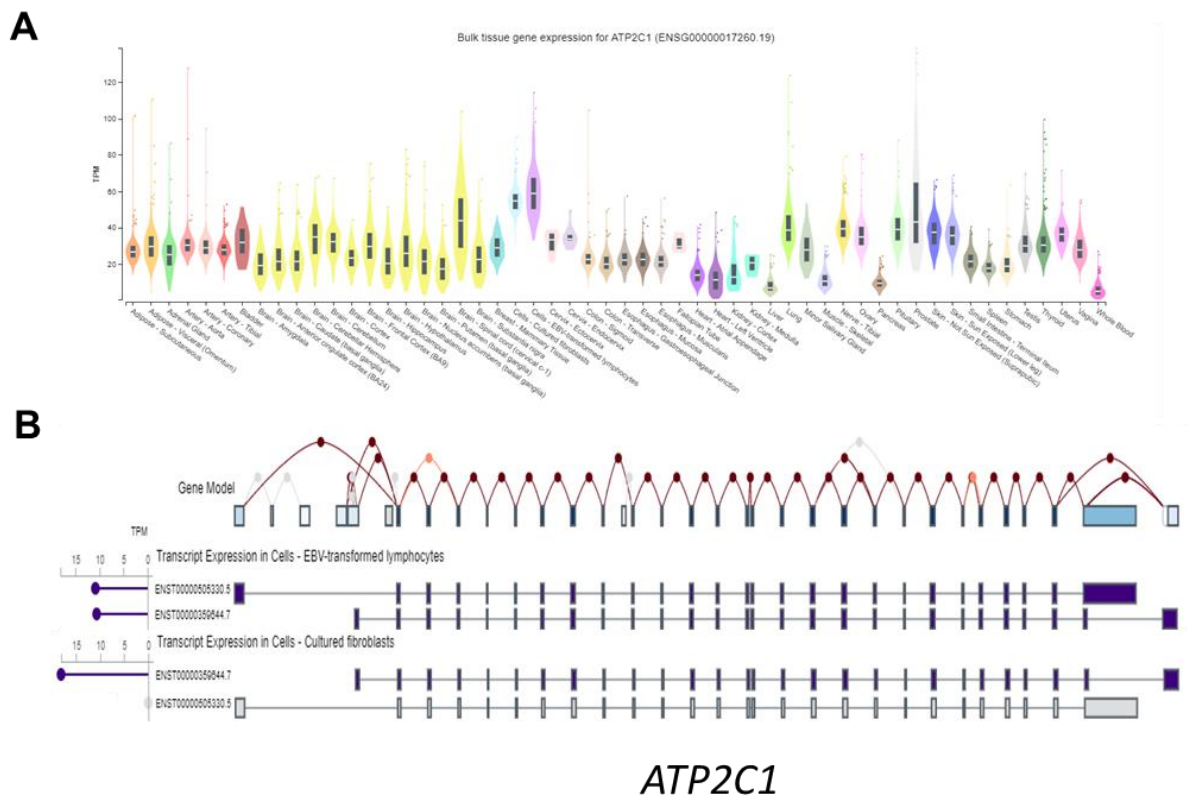 A
Bulk tissue gene expression for ATP2C1 (ENSG00000017260.19)
TPM
120
100
80
60
40
20
Adipose - Subcutaneous
Adipose - Visceral (Omentum)
Adrenal Gland
Artery - Aorta
Artery - Coronary
Artery - Tibial
Bladder
Brain - Amygdala
Brain - Anterior cingulate cortex (BA24)
Brain - Caudate (basal ganglia)
Brain - Cerebellar Hemisphere
Brain - Cerebellum
Brain - Cortex
Brain - Frontal Cortex (BA9)
Brain - Hippocampus
Brain - Hypothalamus
Brain - Nucleus accumbens (basal ganglia)
Brain - Putamen (basal ganglia)
Brain - Spinal cord (cervical c-1)
Brain - Substantia nigra
Breast - Mammary Tissue
Cells - Cultured fibroblasts
Cells - EBV-transformed lymphocytes
Cervix - Ectocervix
Cervix - Endocervix
Colon - Sigmoid
Colon - Transverse
Esophagus - Gastroesophageal Junction
Esophagus - Mucosa
Esophagus - Muscularis
Fallopian Tube
Heart - Atrial Appendage
Heart - Left Ventricle
Kidney - Cortex
Kidney - Medulla
Liver
Lung
Minor Salivary Gland
Muscle - Skeletal
Nerve - Tibial
Ovary
Pancreas
Pituitary
Prostate
Skin - Not Sun Exposed (Suprapubic)
Skin - Sun Exposed (Lower leg)
Small Intestine - Terminal Ileum
Spleen
Stomach
Testis
Thyroid
Uterus
Vagina
Whole Blood
B
Gene Model
TPM
15 10 5 0 Transcript Expression in Cells - EBV-transformed lymphocytes
ENST00000505330.5
ENST00000359644.7
15 10 5 0 Transcript Expression in Cells - Cultured fibroblasts
ENST00000359644.7
ENST00000505330.5
ATP2C1